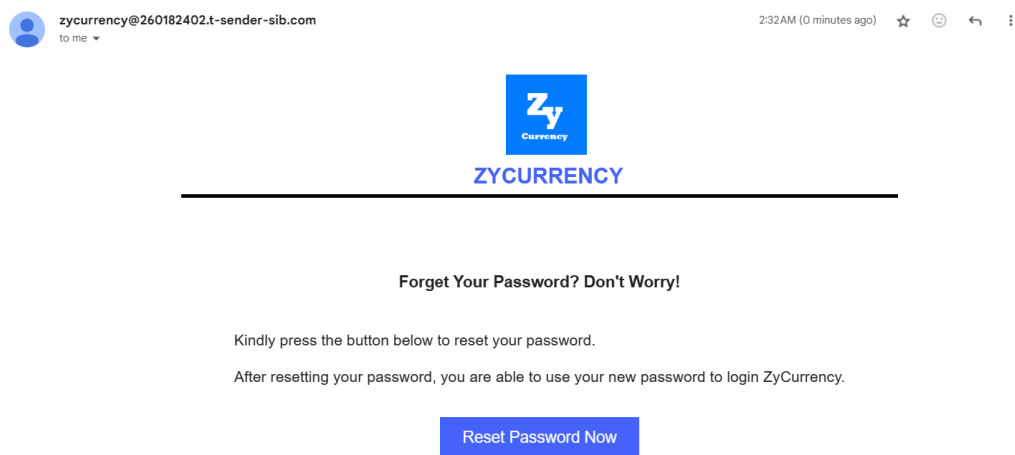 zycurrency@260182402.t-sender-sib.com
2:32 AM (0 minutes ago)
to me
Zy
Currency
ZYCURRENCY
Forget Your Password? Don't Worry!
Kindly press the button below to reset your password.
After resetting your password, you are able to use your new password to login ZyCurrency.
Reset Password Now